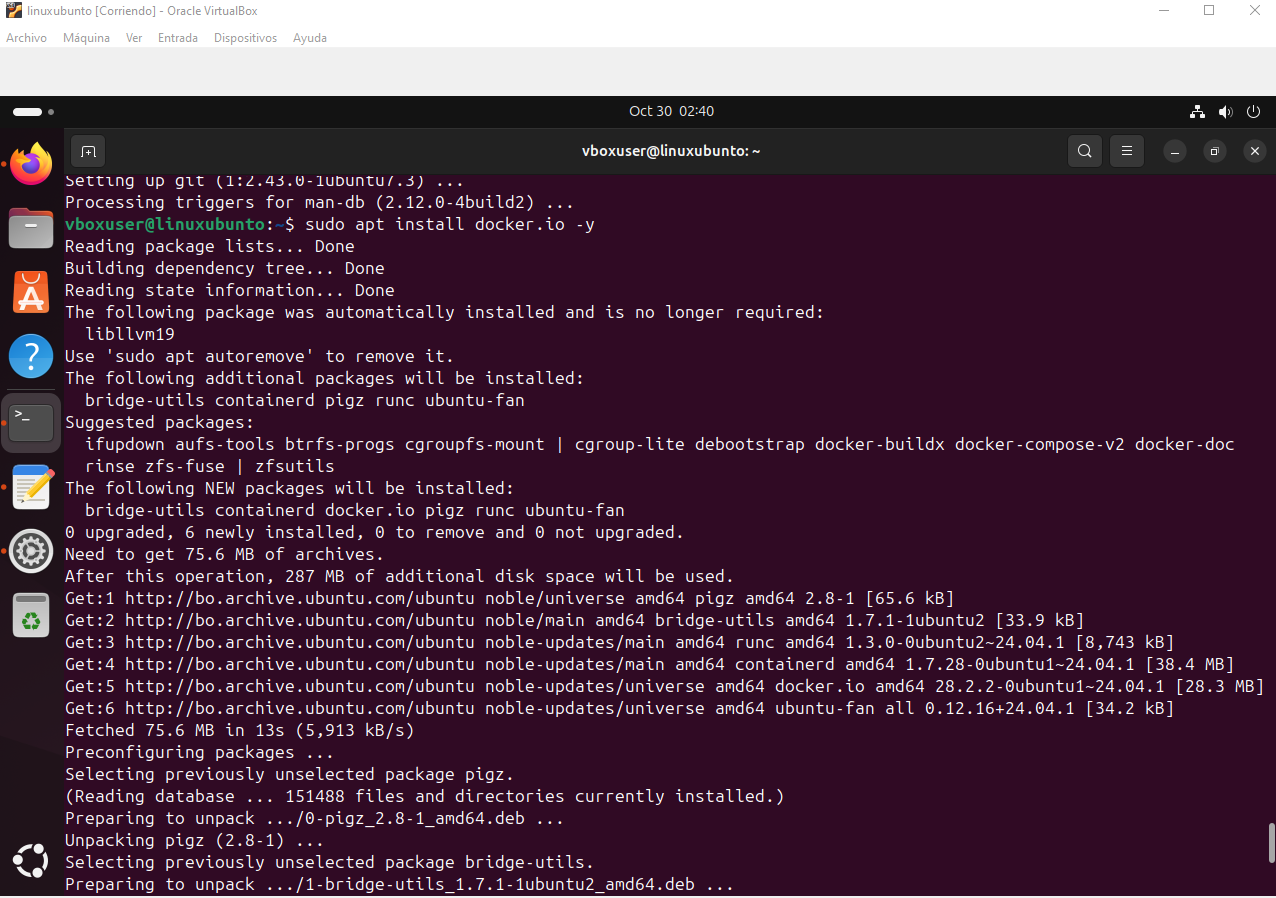 linuxubunto [Corriendo] - Oracle VirtualBox
Archivo Máquina Ver Entrada Dispositivos Ayuda
Oct 30 02:40
vboxuser@linuxubunto: ~
Setting up git (1:2.43.0-1ubuntu7.3) ...
Processing triggers for man-db (2.12.0-4build2) ...
vboxuser@linuxubunto:~$ sudo apt install docker.io -y
Reading package lists... Done
Building dependency tree... Done
Reading state information... Done
The following package was automatically installed and is no longer required:
  libllvm19
Use 'sudo apt autoremove' to remove it.
The following additional packages will be installed:
  bridge-utils containerd pigz runc ubuntu-fan
Suggested packages:
  ifupdown aufs-tools btrfs-progs cgroupfs-mount | cgroup-lite debootstrap docker-buildx docker-compose-v2 docker-doc
  rinse zfs-fuse | zfsutils
The following NEW packages will be installed:
  bridge-utils containerd docker.io pigz runc ubuntu-fan
0 upgraded, 6 newly installed, 0 to remove and 0 not upgraded.
Need to get 75.6 MB of archives.
After this operation, 287 MB of additional disk space will be used.
Get:1 http://bo.archive.ubuntu.com/ubuntu noble/universe amd64 pigz amd64 2.8-1 [65.6 kB]
Get:2 http://bo.archive.ubuntu.com/ubuntu noble/main amd64 bridge-utils amd64 1.7.1-1ubuntu2 [33.9 kB]
Get:3 http://bo.archive.ubuntu.com/ubuntu noble-updates/main amd64 runc amd64 1.3.0-0ubuntu2~24.04.1 [8,743 kB]
Get:4 http://bo.archive.ubuntu.com/ubuntu noble-updates/main amd64 containerd amd64 1.7.28-0ubuntu1~24.04.1 [38.4 MB]
Get:5 http://bo.archive.ubuntu.com/ubuntu noble-updates/universe amd64 docker.io amd64 28.2.2-0ubuntu1~24.04.1 [28.3 MB]
Get:6 http://bo.archive.ubuntu.com/ubuntu noble-updates/universe amd64 ubuntu-fan all 0.12.16+24.04.1 [34.2 kB]
Fetched 75.6 MB in 13s (5,913 kB/s)
Preconfiguring packages ...
Selecting previously unselected package pigz.
(Reading database ... 151488 files and directories currently installed.)
Preparing to unpack .../0-pigz_2.8-1_amd64.deb ...
Unpacking pigz (2.8-1) ...
Selecting previously unselected package bridge-utils.
Preparing to unpack .../1-bridge-utils_1.7.1-1ubuntu2_amd64.deb ...